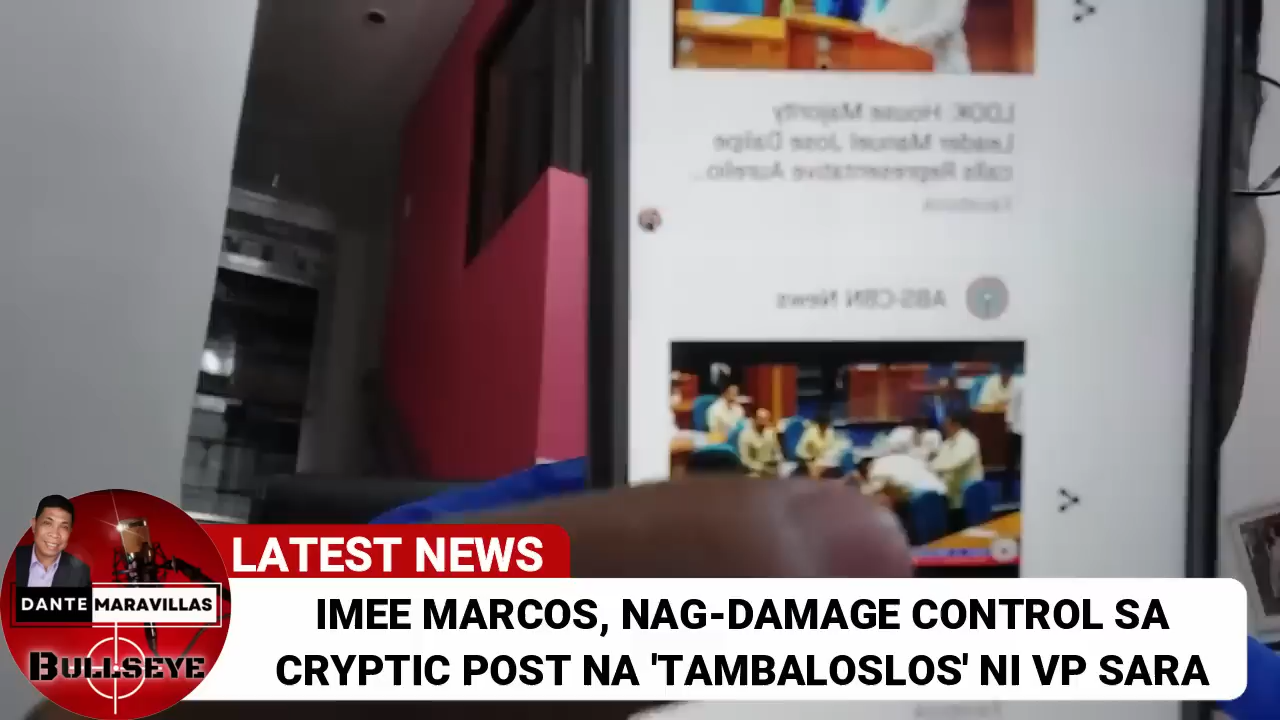 LOOK: House Majority
Leader Manuel Jose Dalipe
calls Representative Aurelio...
Facebook
ABS-CBN News
LATEST NEWS
DANTE MARAVILLAS
BULLSEYE
IMEE MARCOS, NAG-DAMAGE CONTROL SA
CRYPTIC POST NA 'TAMBALOSLOS' NI VP SARA